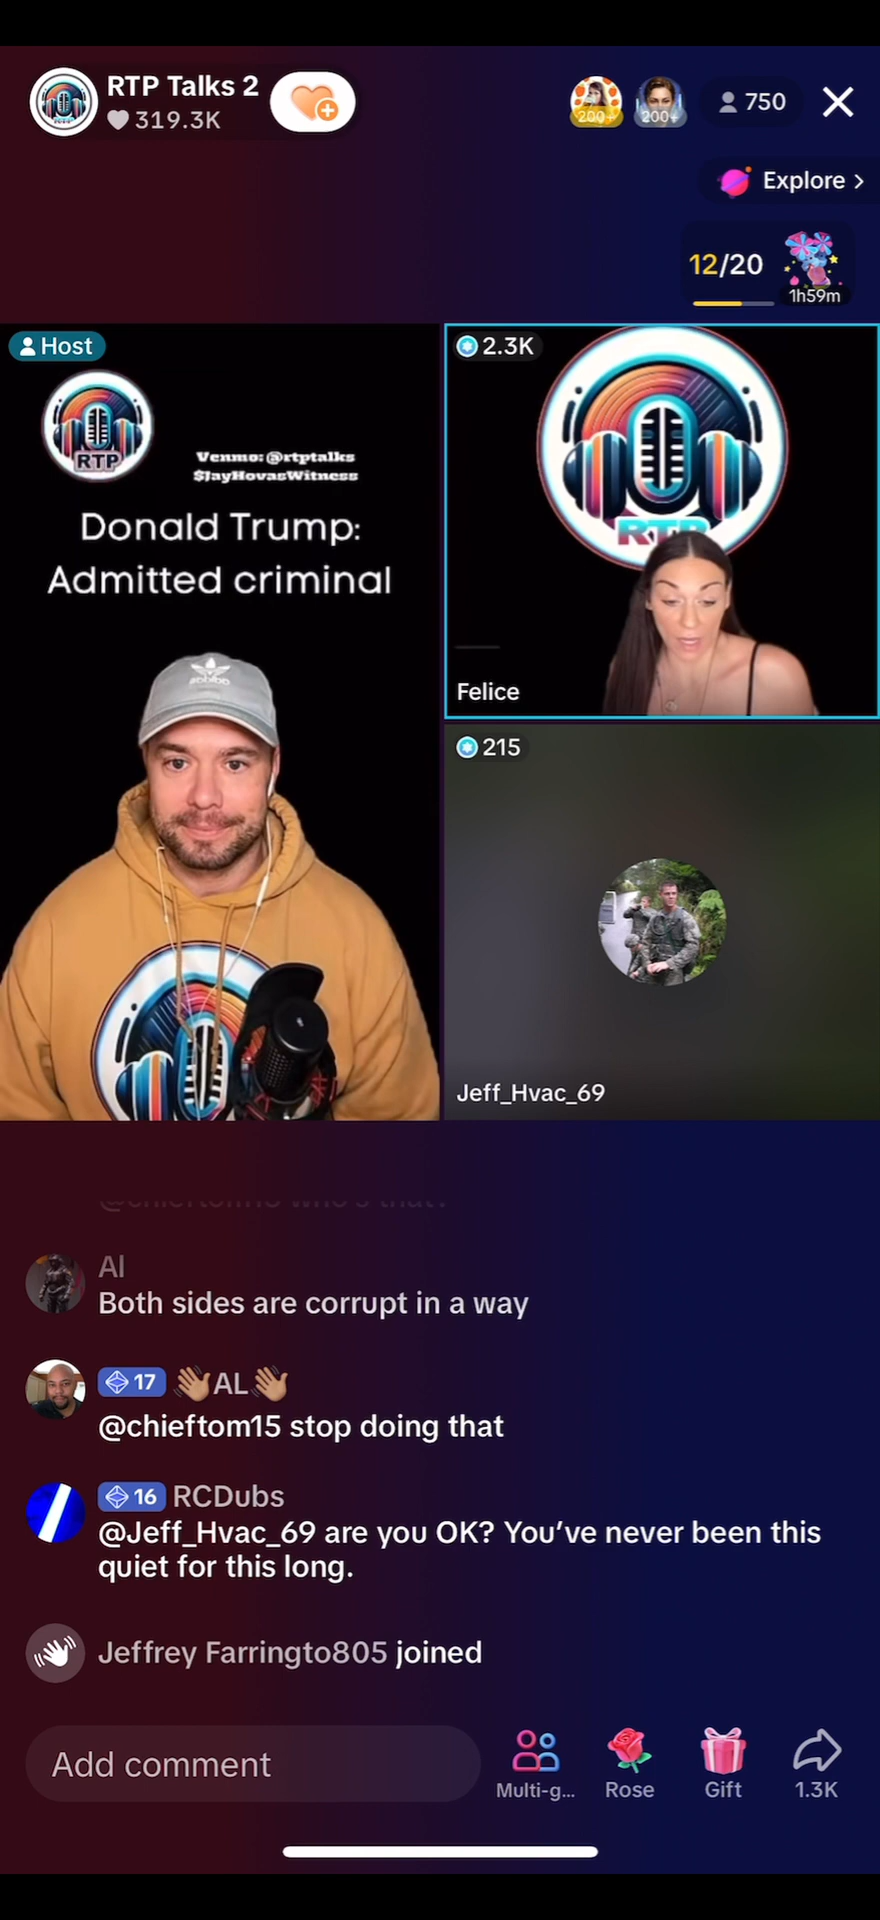 RTP Talks 2
319.3K
200+
200+
750
Explore >
12/20
1h59m
Host
RTP
Venmo: @rtptalks
$JayHovasWitness
Donald Trump:
Admitted criminal
2.3K
RTP
Felice
215
Jeff_Hvac_69
Al
Both sides are corrupt in a way
17 👋🏽AL👋🏽
@chieftom15 stop doing that
16 RCDubs
@Jeff_Hvac_69 are you OK? You’ve never been this
quiet for this long.
Jeffrey Farringto805 joined
Add comment
Multi-g...
Rose
Gift
1.3K